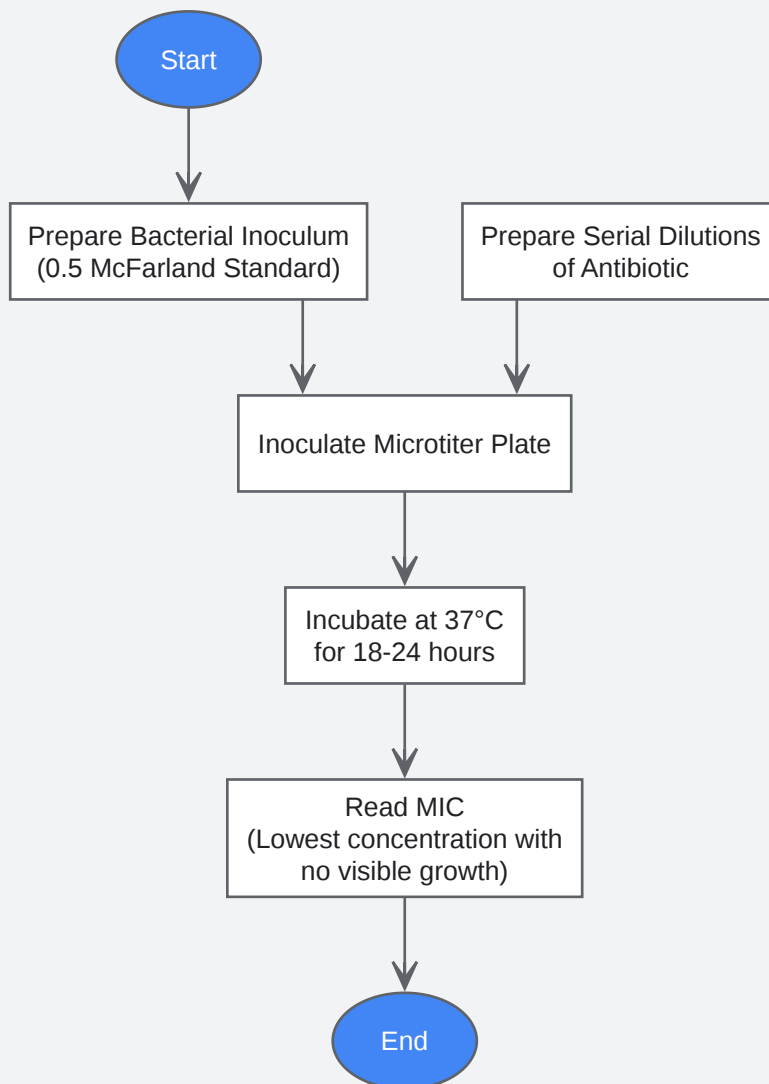 Start
Prepare Bacterial Inoculum
(0.5 McFarland Standard)
Prepare Serial Dilutions
of Antibiotic
Inoculate Microtiter Plate
Incubate at 37°C
for 18-24 hours
Read MIC
(Lowest concentration with
no visible growth)
End